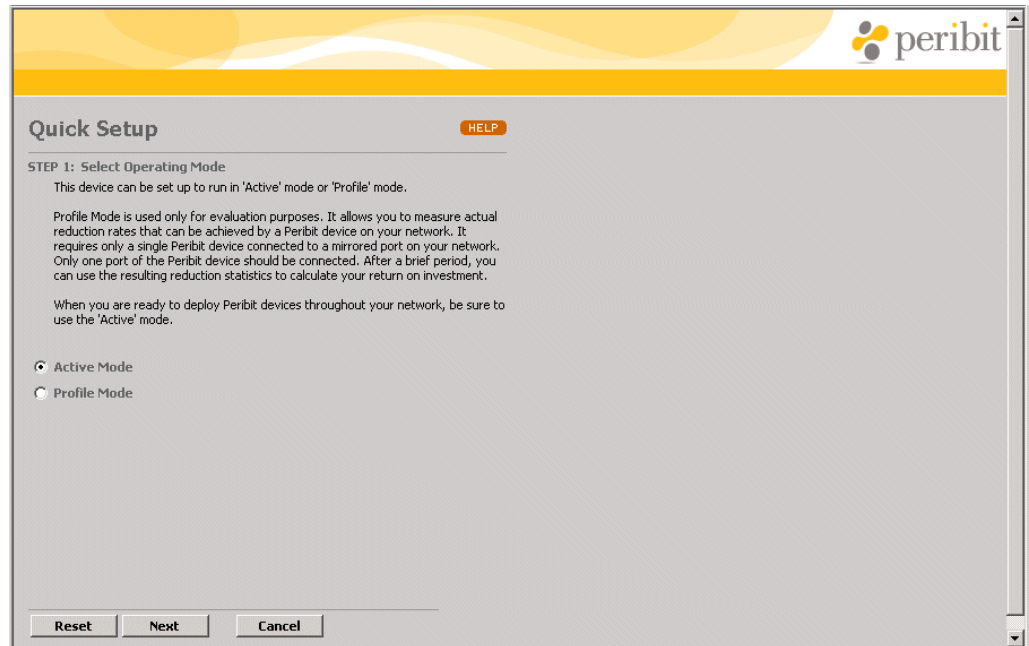 peribit
Quick Setup
HELP
STEP 1: Select Operating Mode
This device can be set up to run in 'Active' mode or 'Profile' mode.
Profile Mode is used only for evaluation purposes. It allows you to measure actual
reduction rates that can be achieved by a Peribit device on your network. It
requires only a single Peribit device connected to a mirrored port on your network.
Only one port of the Peribit device should be connected. After a brief period, you
can use the resulting reduction statistics to calculate your return on investment.
When you are ready to deploy Peribit devices throughout your network, be sure to
use the 'Active' mode.
Active Mode
Profile Mode
Reset Next Cancel